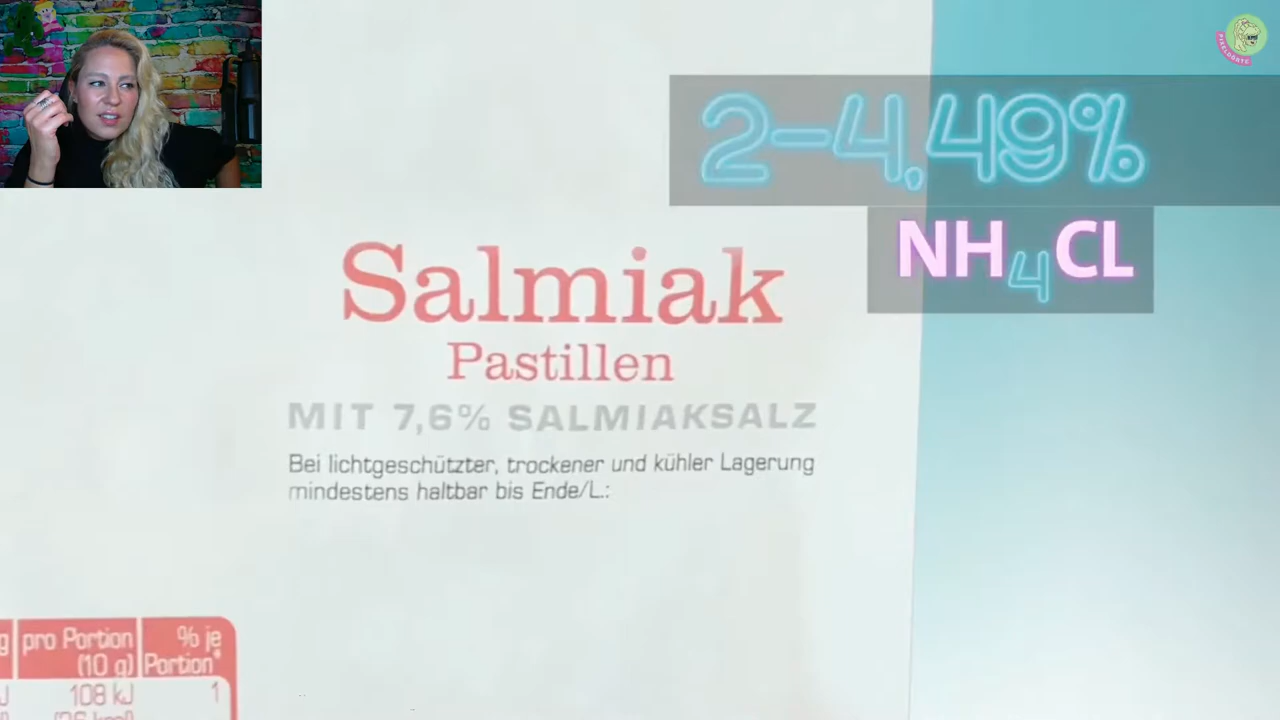 2-4,49%
NH4CL
Salmiak
Pastillen
MIT 7,6% SALMIAKSALZ
Bei lichtgeschützter, trockener und kühler Lagerung
mindestens haltbar bis Ende/L.:
g pro Portion % je
(10 g) Portion*
J 108 kJ 1
PIXELDÖRTE